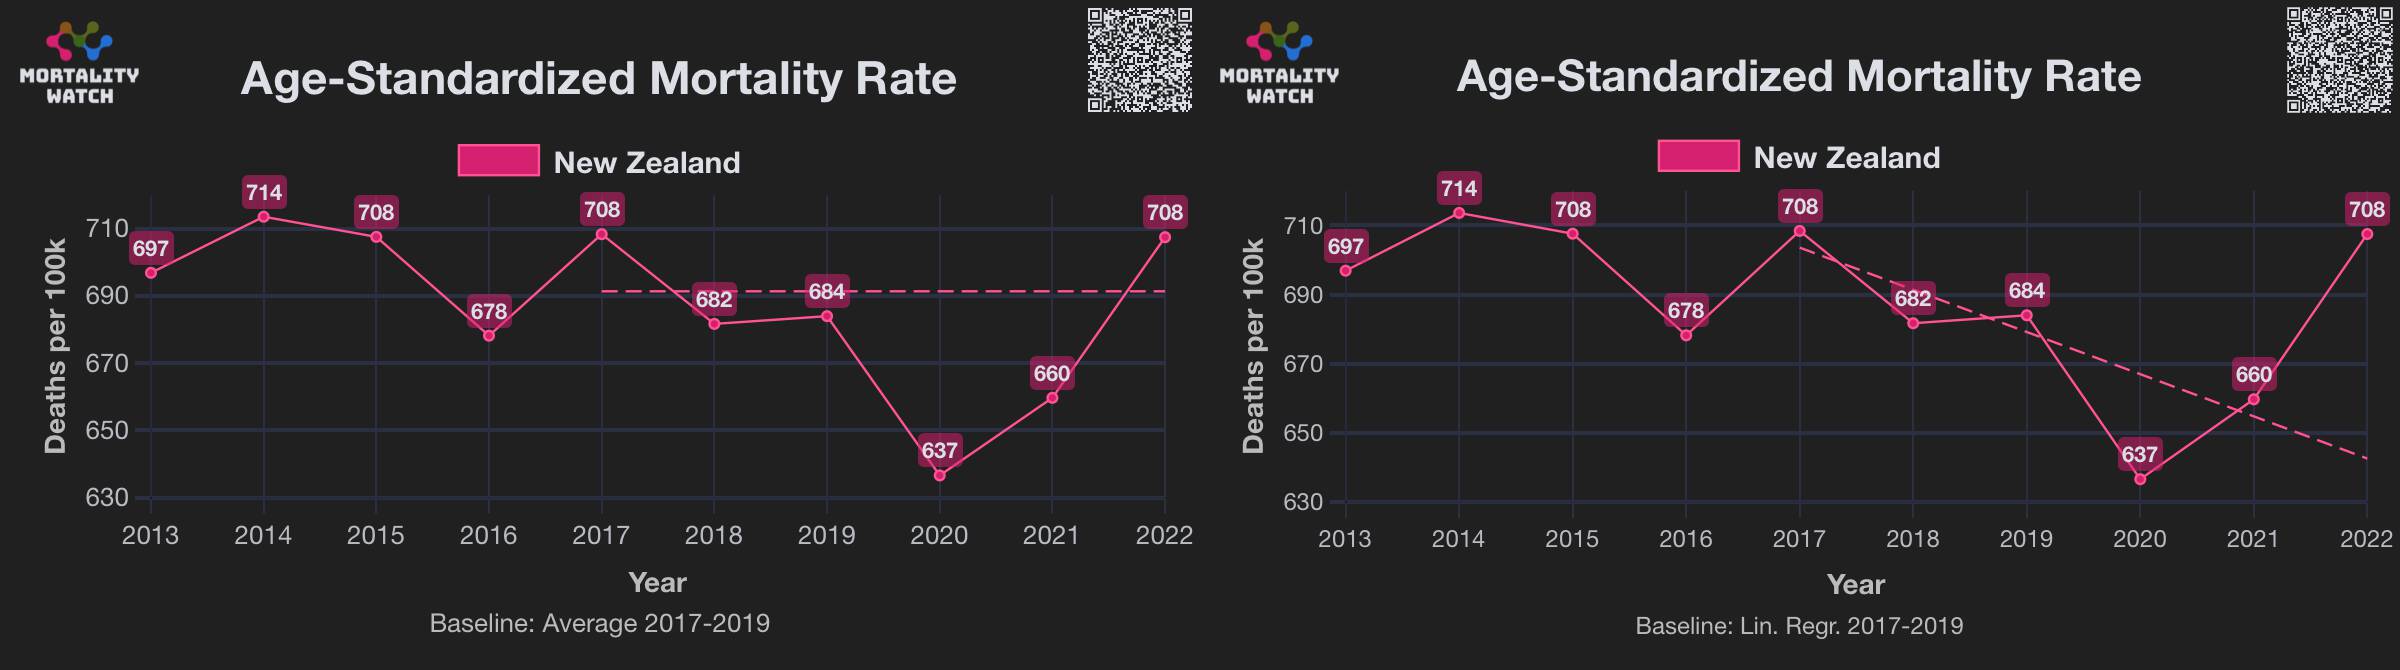 MORTALITY
WATCH
Age-Standardized Mortality Rate
New Zealand
Deaths per 100k
710
690
670
650
630
697
714
708
678
708
682
684
637
660
708
2013 2014 2015 2016 2017 2018 2019 2020 2021 2022
Year
Baseline: Average 2017-2019
MORTALITY
WATCH
Age-Standardized Mortality Rate
New Zealand
Deaths per 100k
710
690
670
650
630
697
714
708
678
708
682
684
637
660
708
2013 2014 2015 2016 2017 2018 2019 2020 2021 2022
Year
Baseline: Lin. Regr. 2017-2019